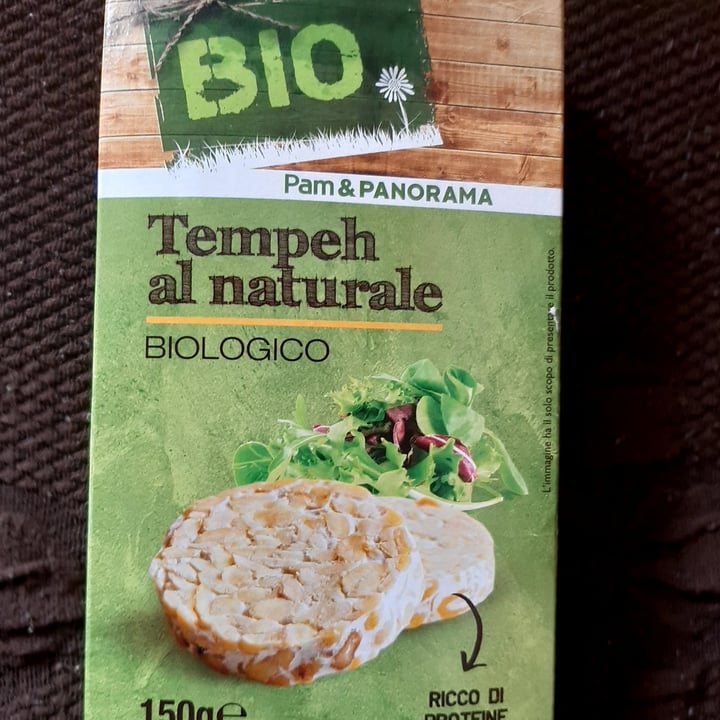 BIO
Pam&PANORAMA
Tempeh
al naturale
BIOLOGICO
L'immagine ha il solo scopo di presentare il prodotto.
150g℮
RICCO DI
PROTEINE